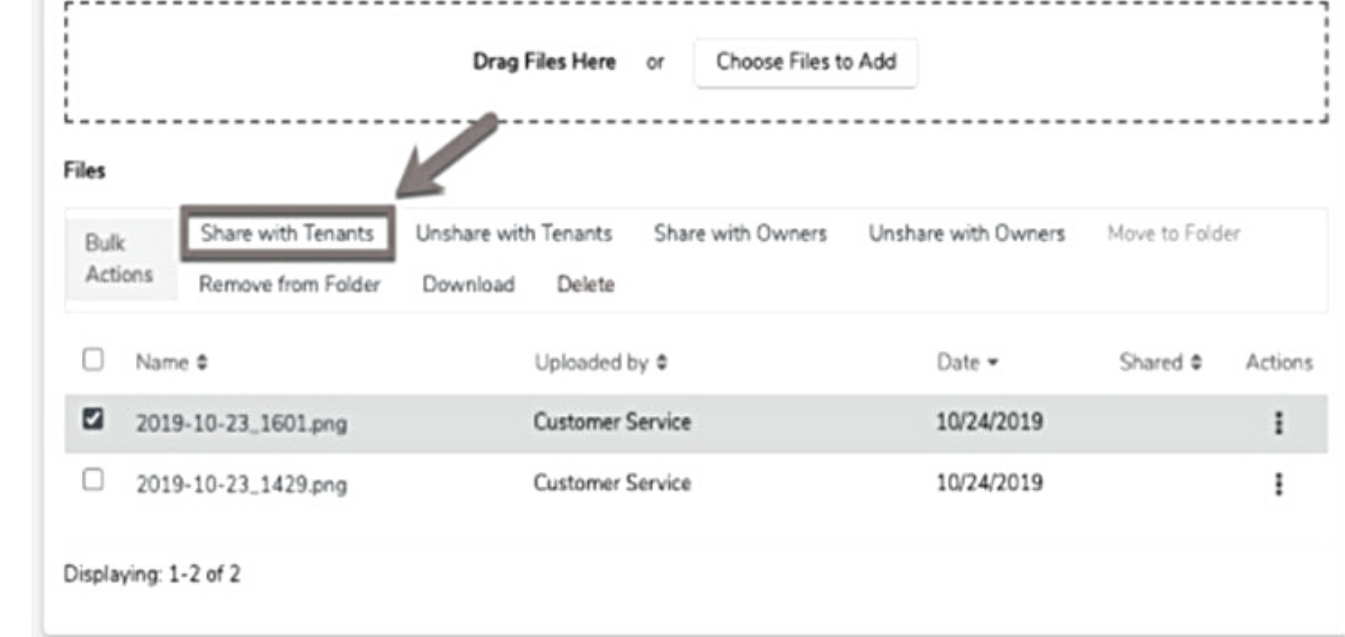 Drag Files Here or Choose Files to Add
Files
Bulk Actions
Share with Tenants Unshare with Tenants Share with Owners Unshare with Owners Move to Folder
Remove from Folder Download Delete
Name Uploaded by Date Shared Actions
2019-10-23_1601.png Customer Service 10/24/2019
2019-10-23_1429.png Customer Service 10/24/2019
Displaying: 1-2 of 2